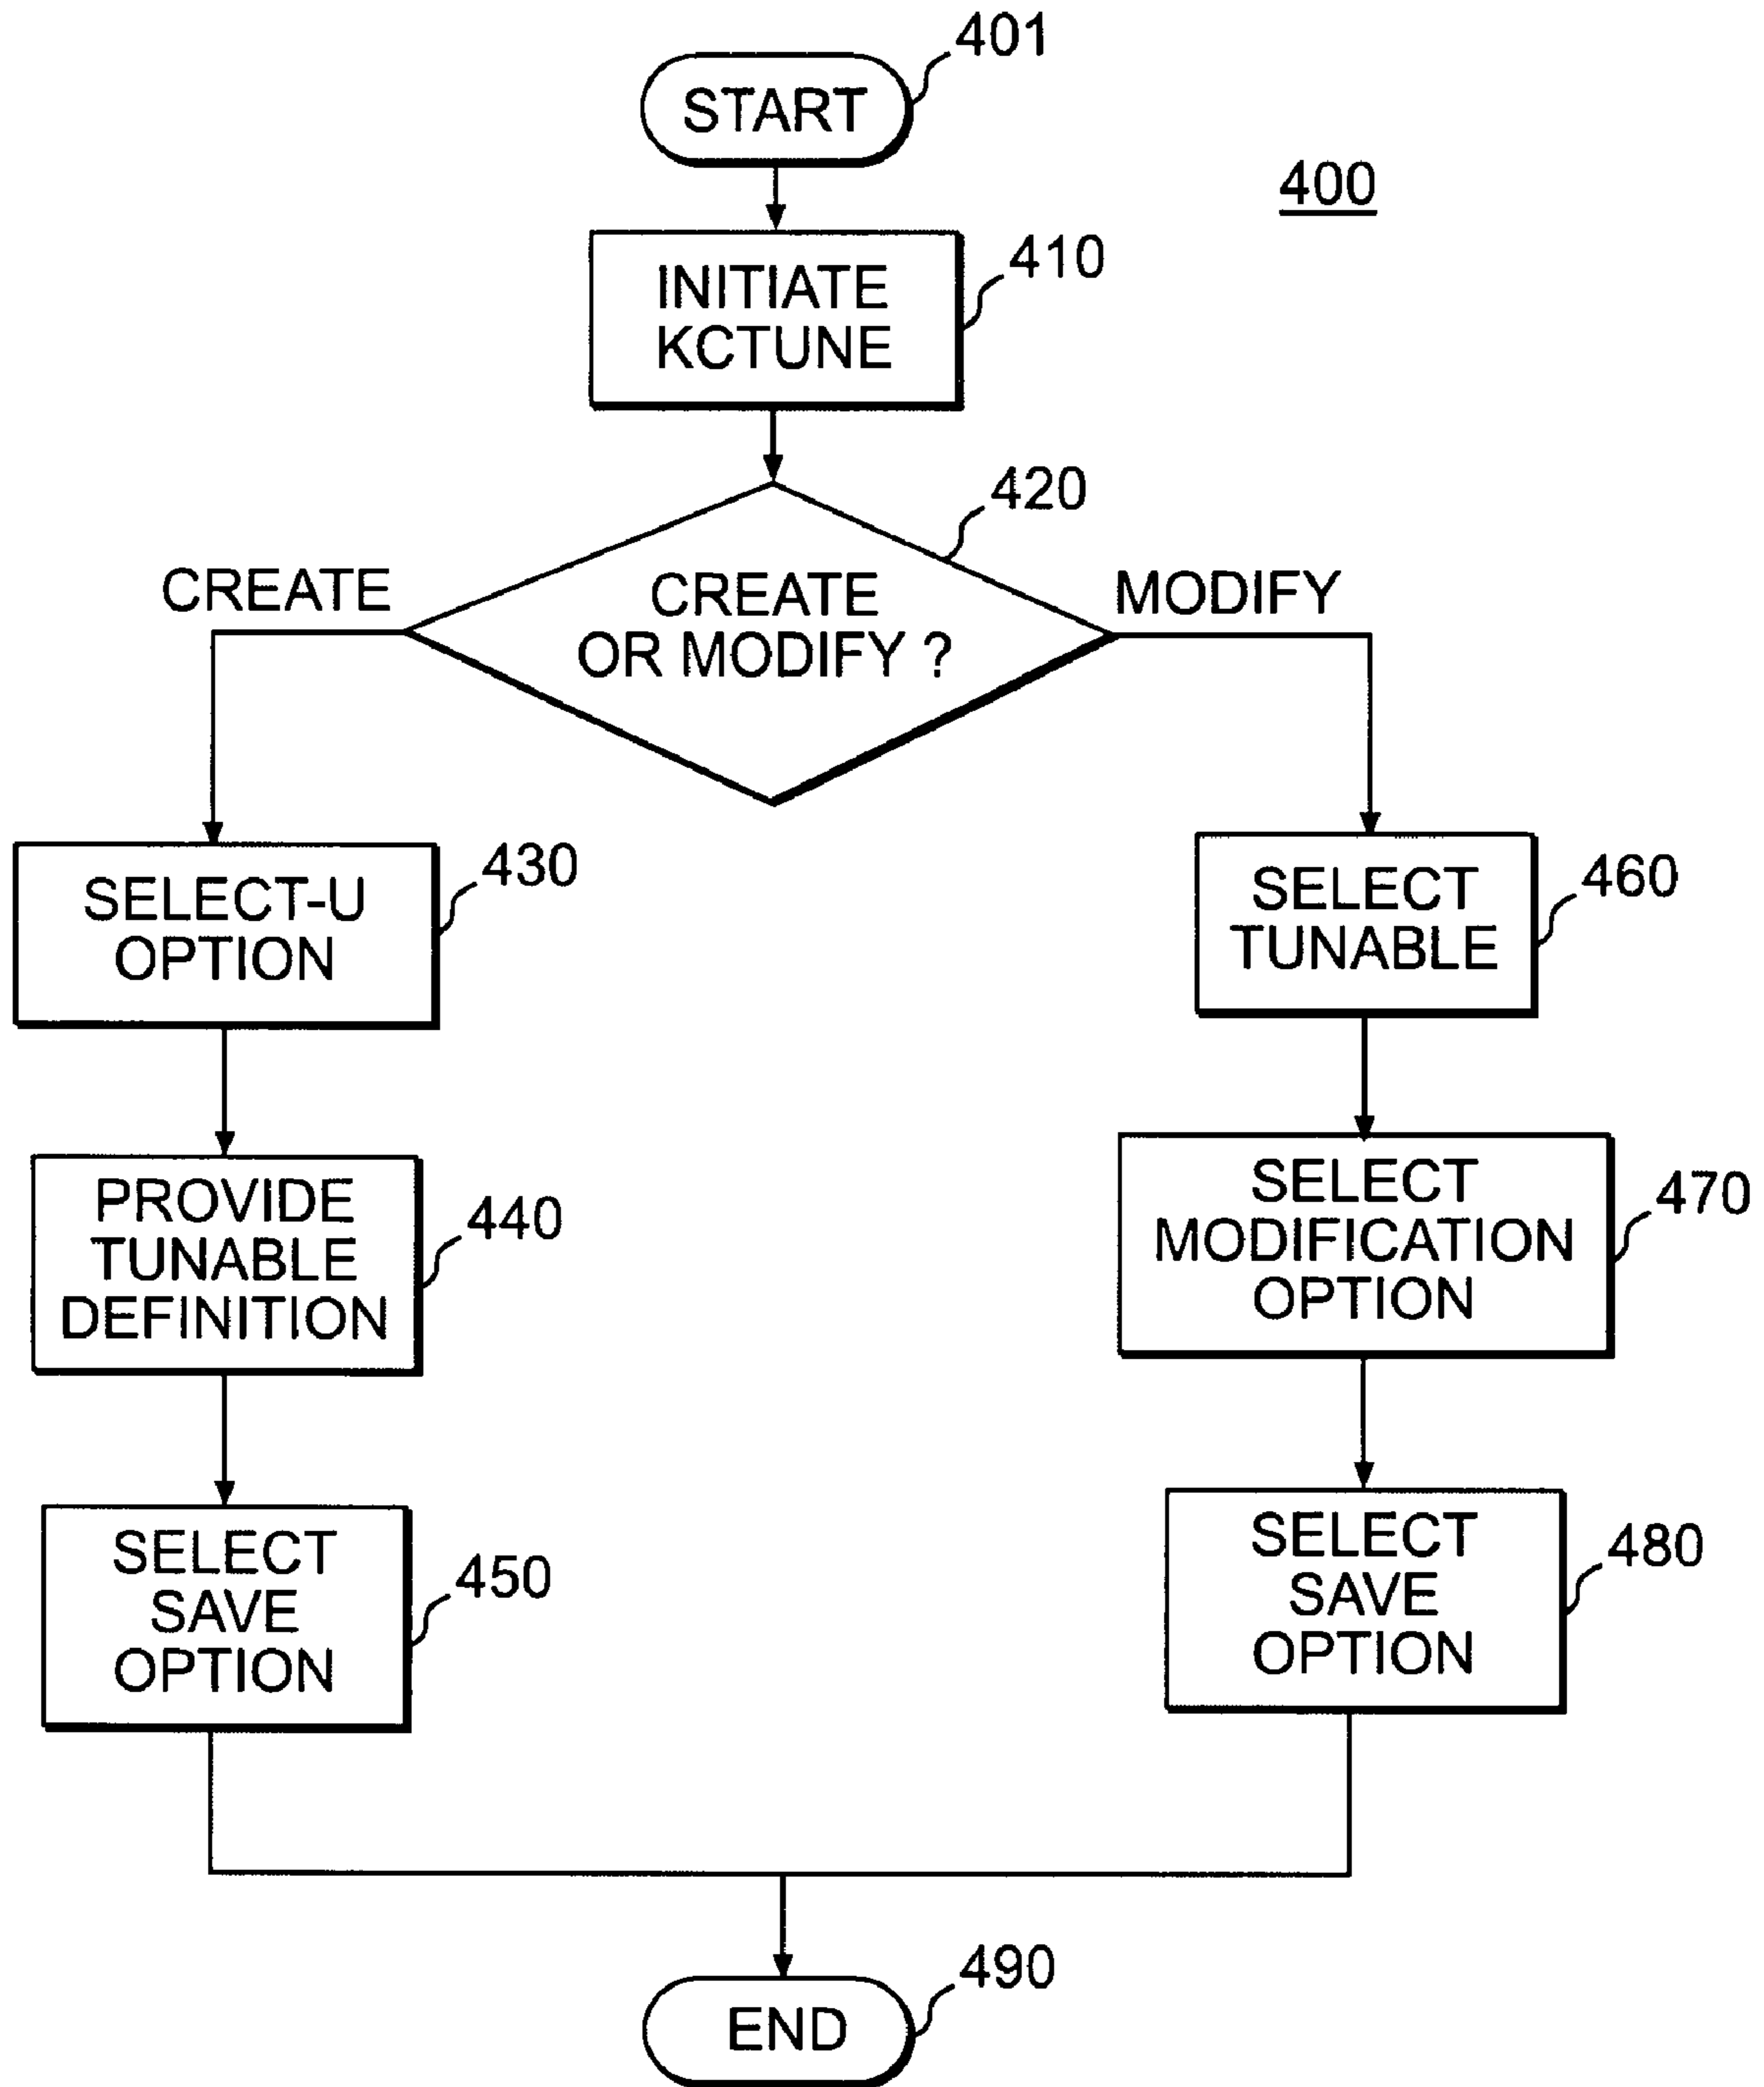 401
START
400
INITIATE
KCTUNE
410
420
CREATE
CREATE
OR MODIFY ?
MODIFY
SELECT-U
OPTION
430
SELECT
TUNABLE
460
PROVIDE
TUNABLE
DEFINITION
440
SELECT
MODIFICATION
OPTION
470
SELECT
SAVE
OPTION
450
SELECT
SAVE
OPTION
480
490
END